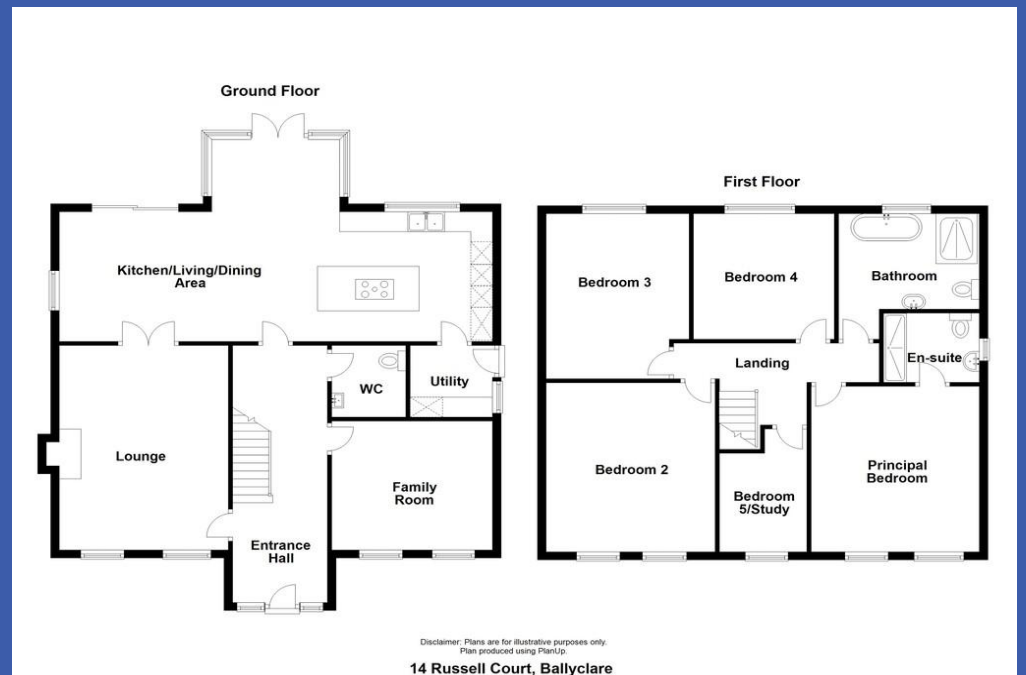 Ground Floor
Kitchen/Living/Dining
Area
Lounge
WC
Utility
Family
Room
Entrance
Hall
First Floor
Bedroom 3
Bedroom 4
Bathroom
En-suite
Landing
Bedroom 2
Bedroom
5/Study
Principal
Bedroom
Disclaimer: Plans are for illustrative purposes only.
Plan produced using PlanUp.
14 Russell Court, Ballyclare